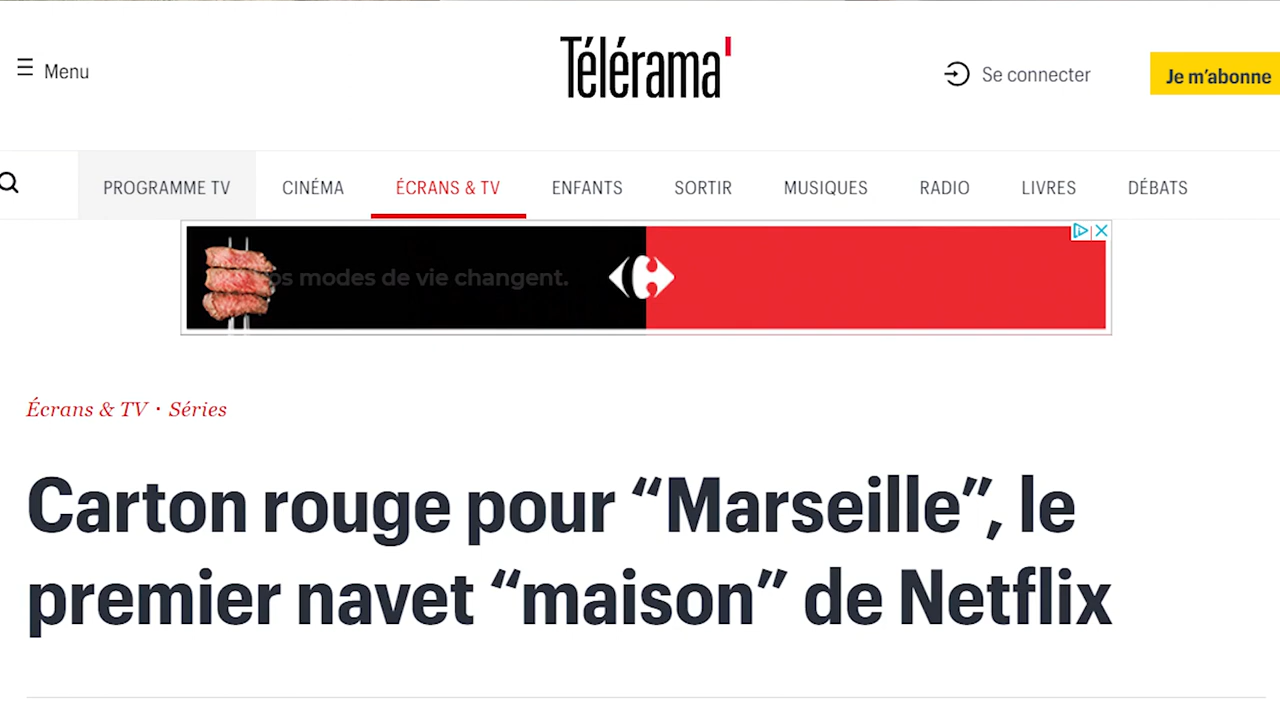 Menu
Télérama'
Se connecter
Je m'abonne
PROGRAMME TV CINÉMA ÉCRANS & TV ENFANTS SORTIR MUSIQUES RADIO LIVRES DÉBATS
modes de vie changent.
Écrans & TV · Séries
Carton rouge pour “Marseille”, le
premier navet “maison” de Netflix